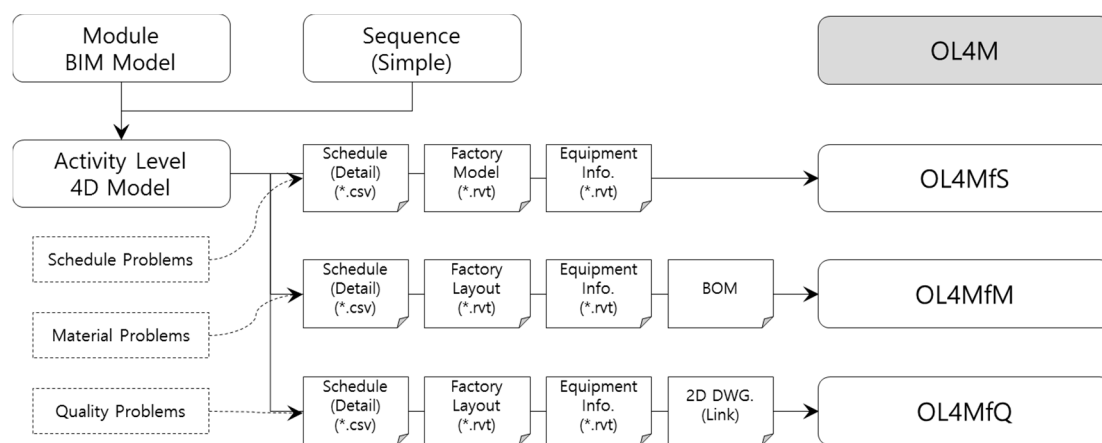 Module
BIM Model
Sequence
(Simple)
OL4M
Activity Level
4D Model
Schedule
(Detail)
(*.csv)
Factory
Model
(*.rvt)
Equipment
Info.
(*.rvt)
OL4MfS
Schedule Problems
Schedule
(Detail)
(*.csv)
Factory
Layout
(*.rvt)
Equipment
Info.
(*.rvt)
BOM
OL4MfM
Material Problems
Quality Problems
Schedule
(Detail)
(*.csv)
Factory
Layout
(*.rvt)
Equipment
Info.
(*.rvt)
2D DWG.
(Link)
OL4MfQ